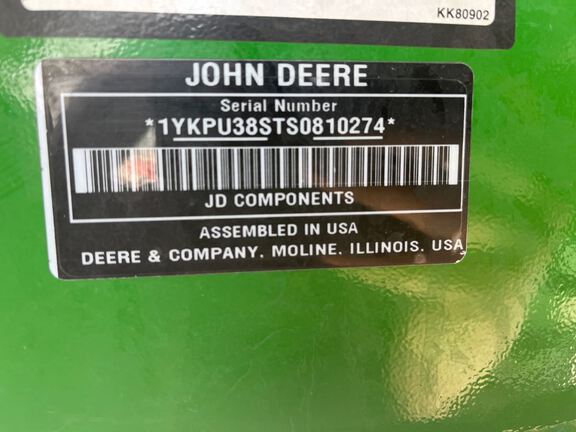 KK80902
JOHN DEERE
Serial Number
*1YKPU38STS0810274*
JD COMPONENTS
ASSEMBLED IN USA
DEERE & COMPANY. MOLINE. ILLINOIS. USA